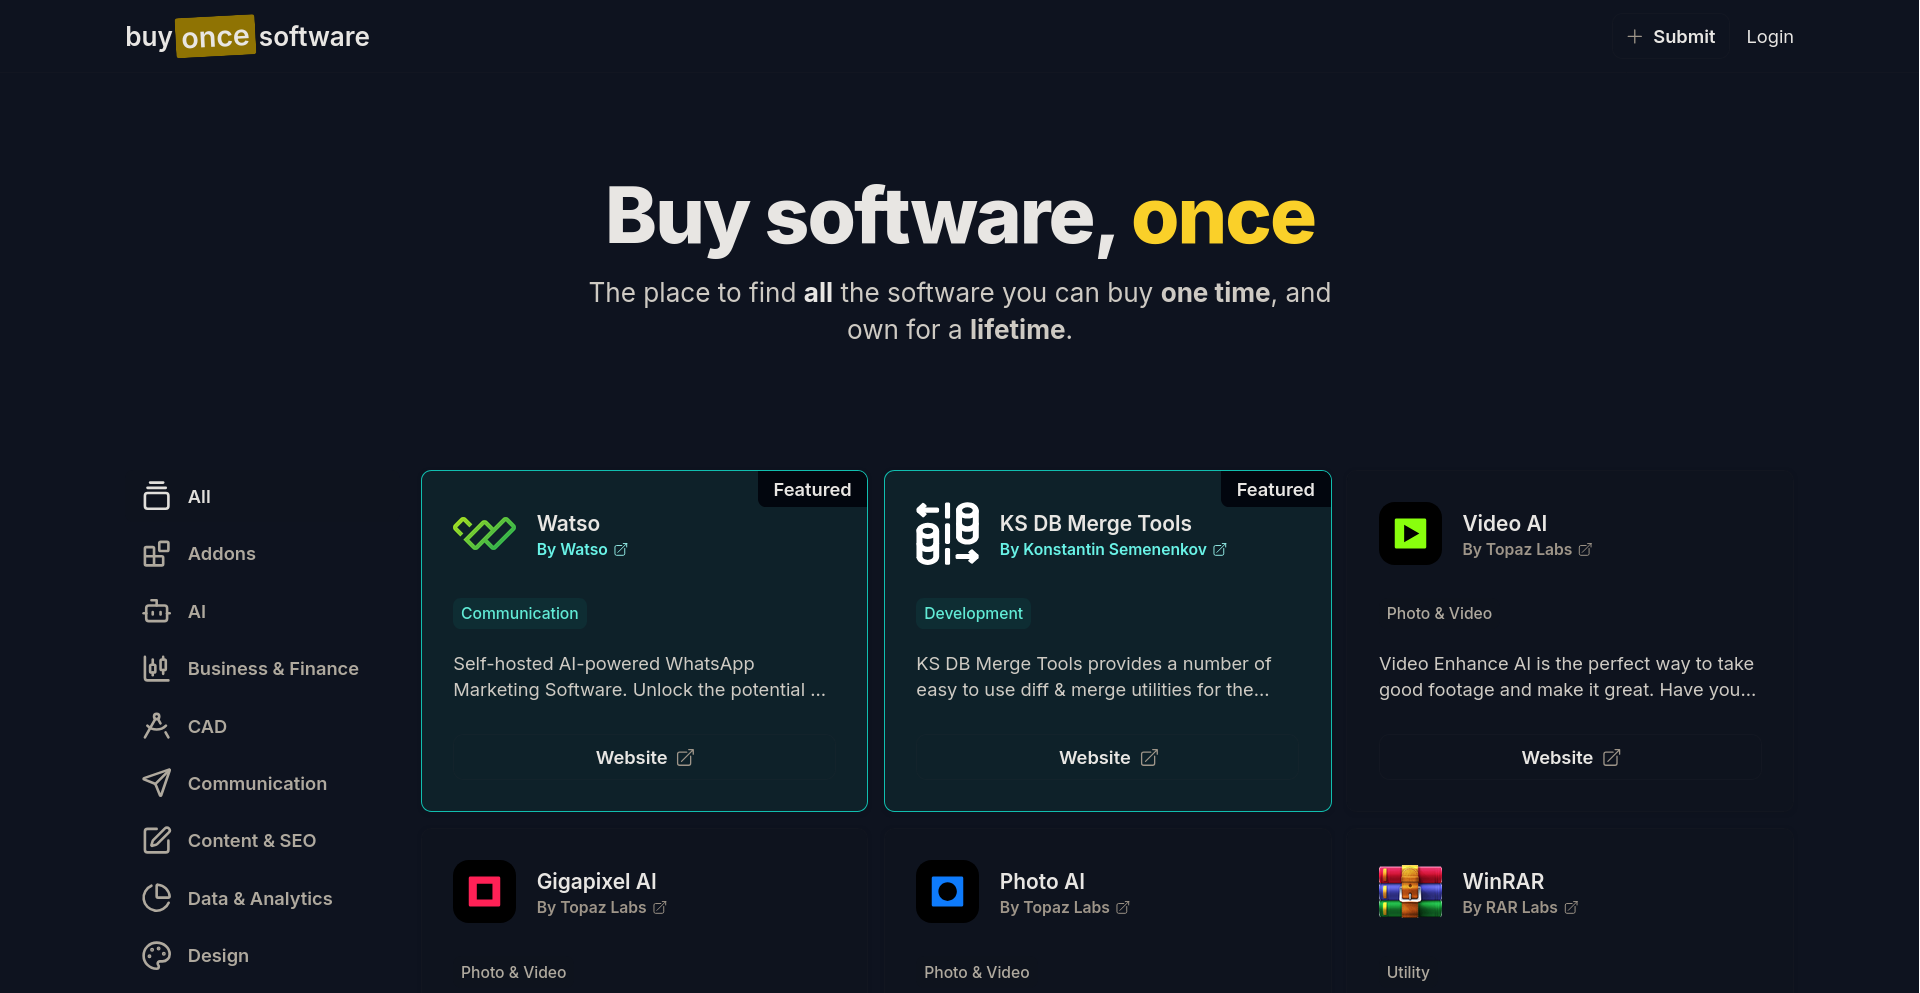 buy once software
Submit
Login
Buy software, once
The place to find all the software you can buy one time, and
own for a lifetime.
All
Addons
AI
Business & Finance
CAD
Communication
Content & SEO
Data & Analytics
Design
Featured
Watso
By Watso
Communication
Self-hosted AI-powered WhatsApp
Marketing Software. Unlock the potential ...
Website
Featured
KS DB Merge Tools
By Konstantin Semenenkov
Development
KS DB Merge Tools provides a number of
easy to use diff & merge utilities for the...
Website
Video AI
By Topaz Labs
Photo & Video
Video Enhance AI is the perfect way to take
good footage and make it great. Have you...
Website
Gigapixel AI
By Topaz Labs
Photo & Video
Photo AI
By Topaz Labs
Photo & Video
WinRAR
By RAR Labs
Utility